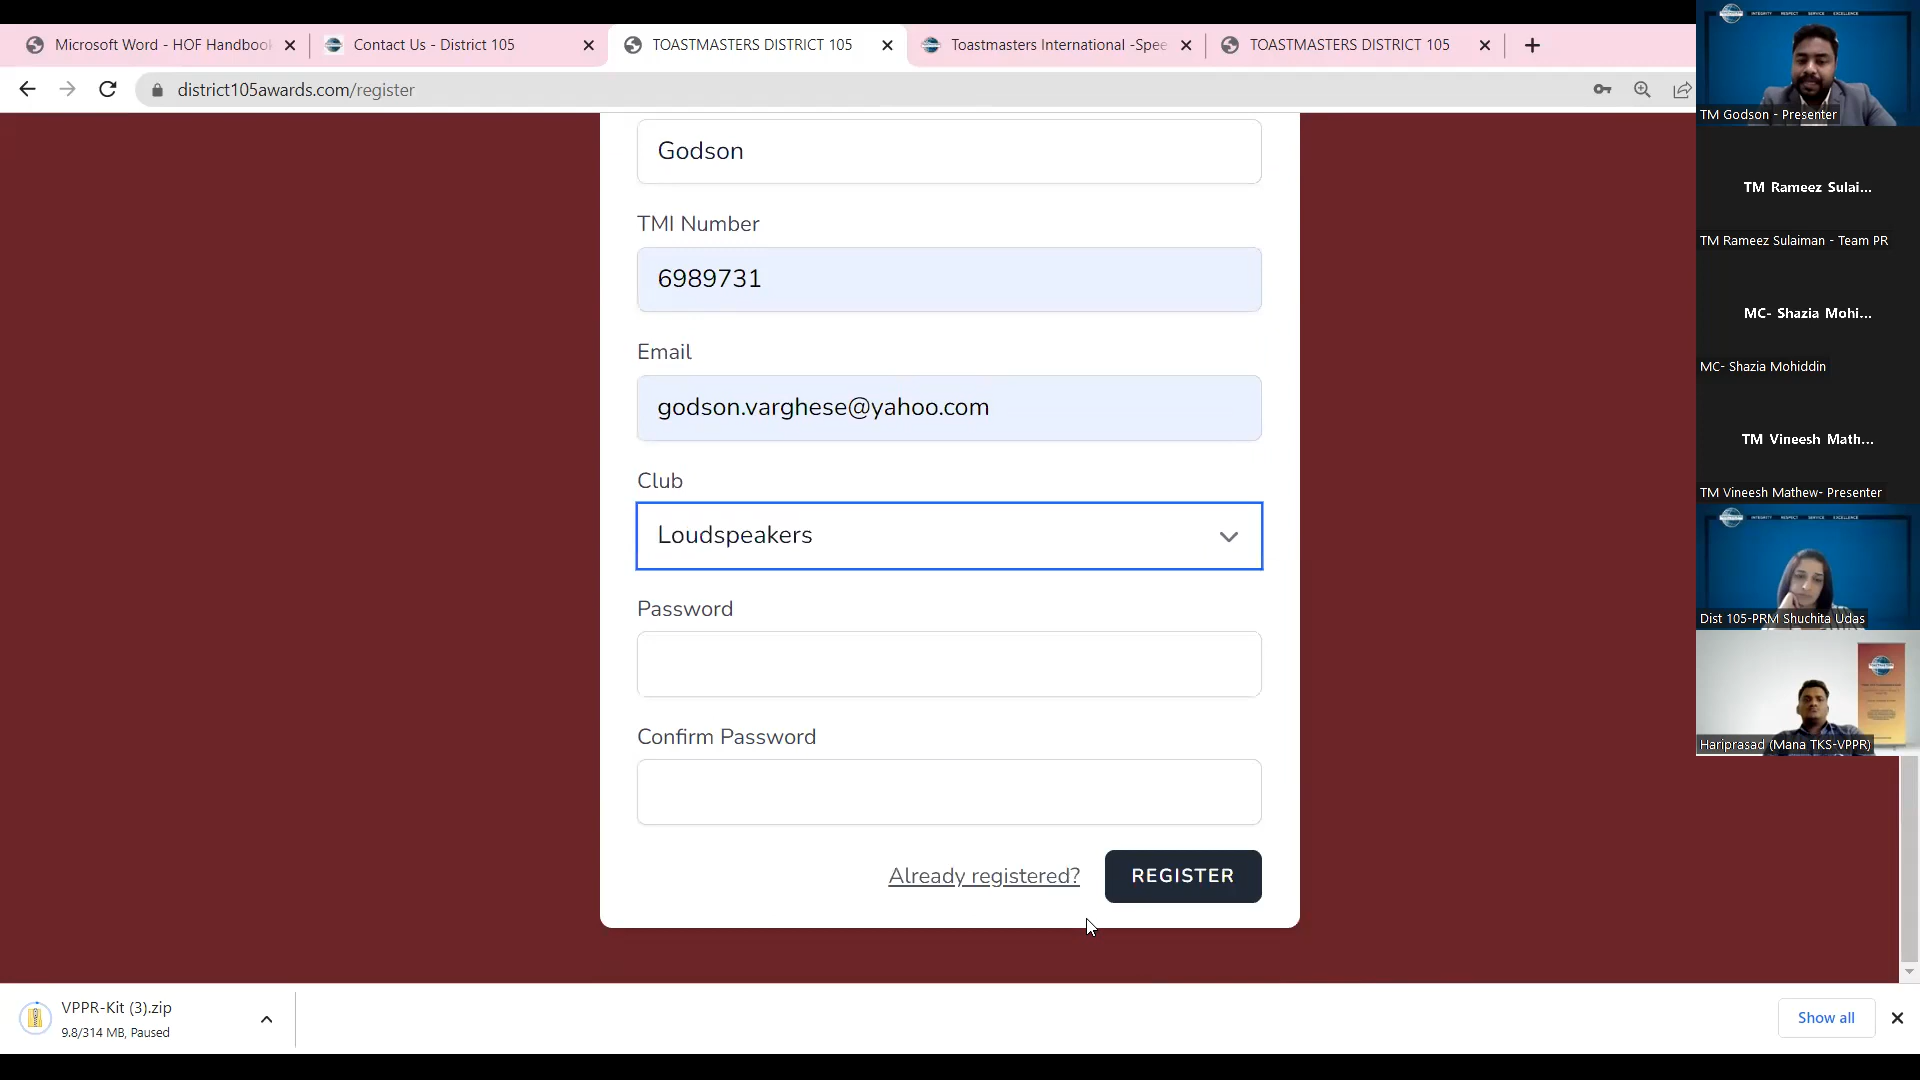 Microsoft Word - HOF Handbook
Contact Us - District 105
TOASTMASTERS DISTRICT 105
Toastmasters International -Spee
TOASTMASTERS DISTRICT 105
district105awards.com/register
Godson
TMI Number
6989731
Email
godson.varghese@yahoo.com
Club
Loudspeakers
Password
Confirm Password
Already registered?
REGISTER
VPPR-Kit (3).zip
9.8/314 MB, Paused
Show all
TM Godson - Presenter
TM Rameez Sulai...
TM Rameez Sulaiman - Team PR
MC- Shazia Mohi...
MC- Shazia Mohiddin
TM Vineesh Math...
TM Vineesh Mathew- Presenter
INTEGRITY RESPECT SERVICE EXCELLENCE
Dist 105-PRM Shuchita Udas
Hariprasad (Mana TKS-VPPR)